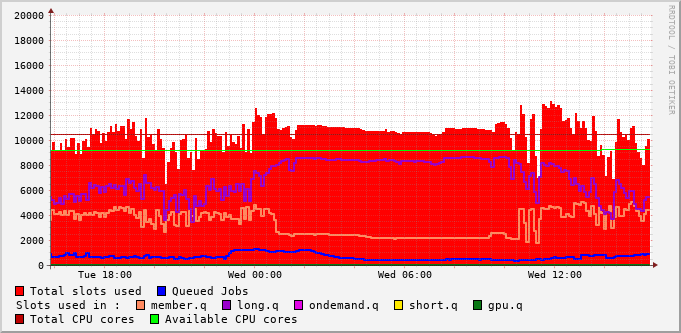 20000
18000
16000
14000
12000
10000
8000
6000
4000
2000
0
Tue 18:00 Wed 00:00 Wed 06:00 Wed 12:00
Total slots used Queued Jobs
Slots used in : member.q long.q ondemand.q short.q gpu.q
Total CPU cores Available CPU cores
RRDTOOL / TOBI OETIKER